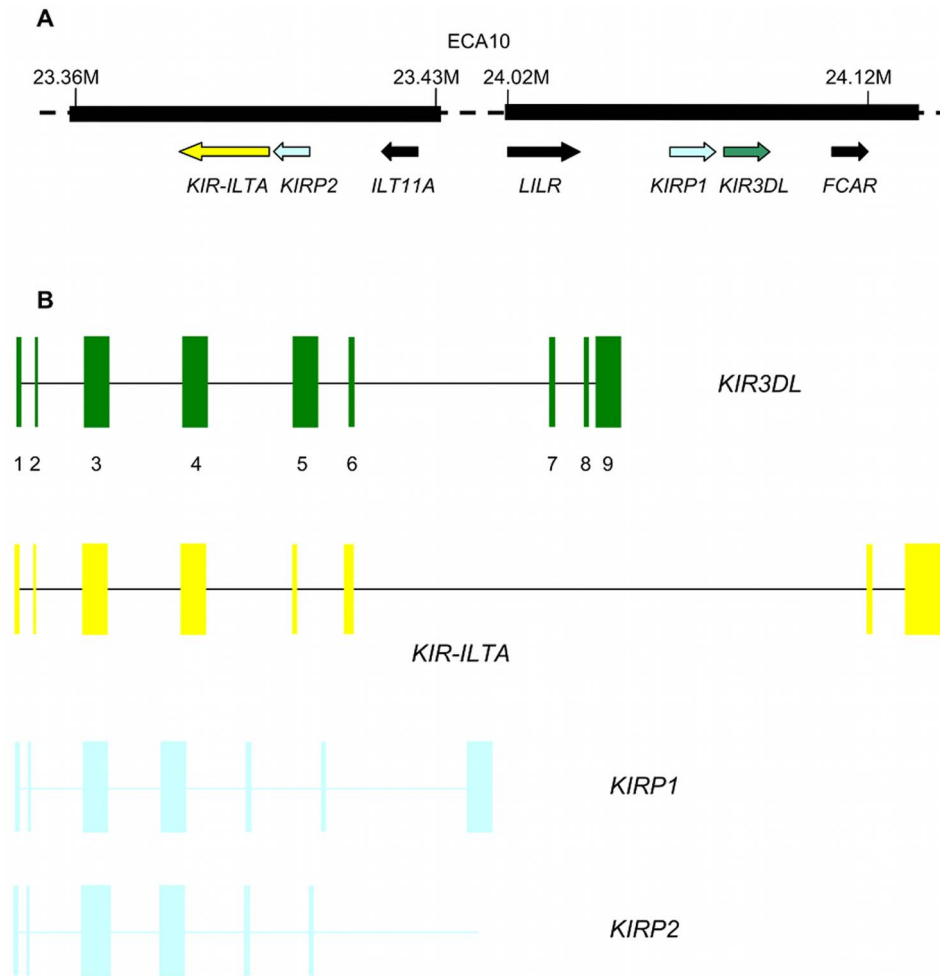 A
ECA10
23.36M 23.43M 24.02M 24.12M
KIR-ILTA KIRP2 ILT11A LILR KIRP1 KIR3DL FCAR
B
KIR3DL
1 2 3 4 5 6 7 8 9
KIR-ILTA
KIRP1
KIRP2